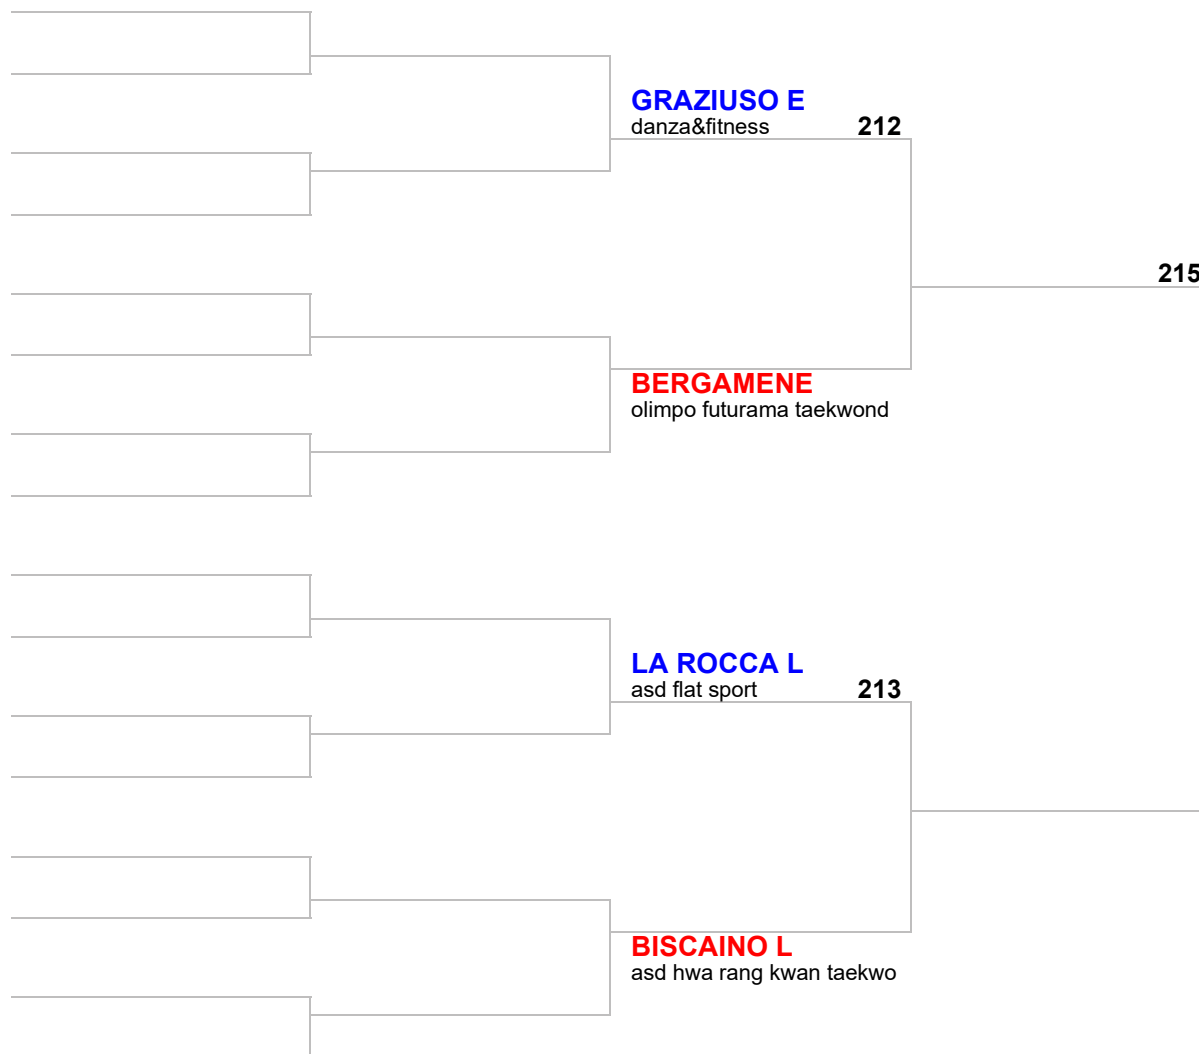 GRAZIUSO E
danza&fitness 212
215
BERGAMENE
olimpo futurama taekwond
LA ROCCA L
asd flat sport 213
BISCAINO L
asd hwa rang kwan taekwo